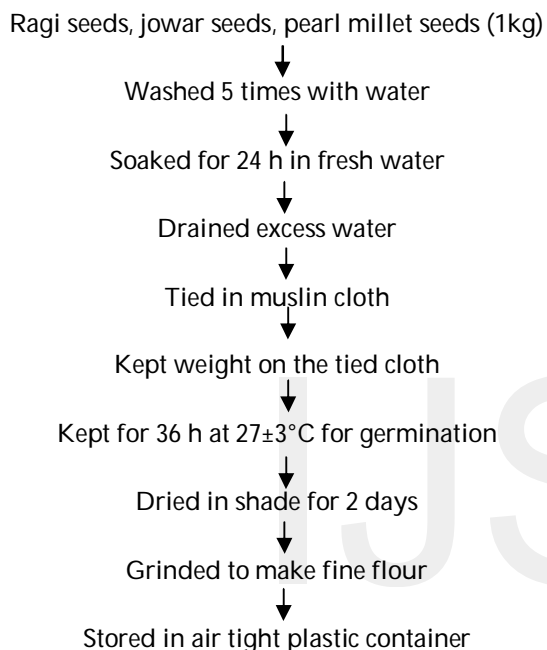 Ragi seeds, jowar seeds, pearl millet seeds (1kg)
Washed 5 times with water
Soaked for 24 h in fresh water
Drained excess water
Tied in muslin cloth
Kept weight on the tied cloth
Kept for 36 h at 27±3°C for germination
Dried in shade for 2 days
Grinded to make fine flour
Stored in air tight plastic container
IJS